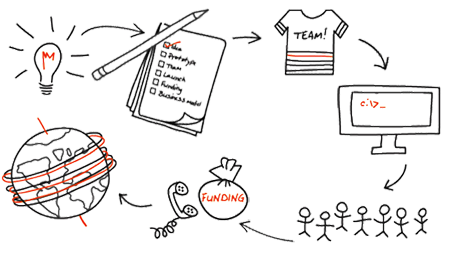 Idea
Prototype
Team
Launch
Funding
Business model
TEAM!
c:\>_
FUNDING